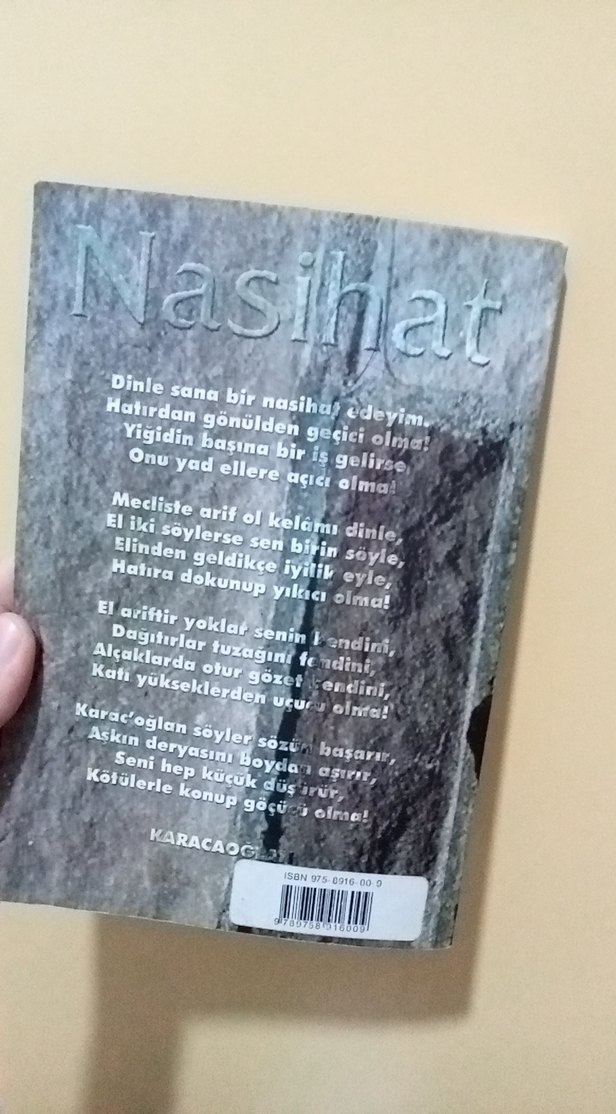 Nasihat
Dinle sana bir nasihat edeyim.
Hatırdan gönülden geçici olma!
Yiğidin başına bir iş gelirse,
Onu yad ellere açıcı olma!
Mecliste arif ol kelâmı dinle,
El iki söylerse sen birin söyle,
Elinden geldikçe iyilik eyle,
Hatıra dokunup yıkıcı olma!
El ariftir yoklar senin bendini,
Dağıtırlar tuzağını fendini,
Alçaklarda otur gözet kendini,
Katı yükseklerden uçucu olma!
Karac'oğlan söyler sözün başarır,
Aşkın deryasını boydan aşırır,
Seni hep küçük düşürür,
Kötülerle konup göçücü olma!
KARACAOĞLAN
ISBN 975-8916-00-9
9789758916009